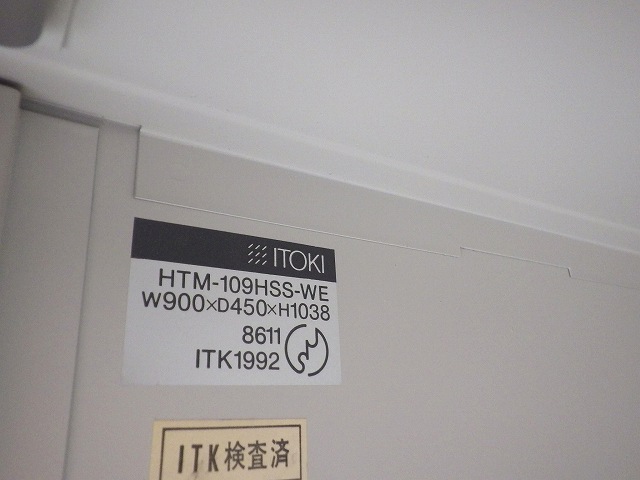 ITOKI
HTM-109HSS-WE
W900×D450×H1038
8611
ITK1992
ITK検査済